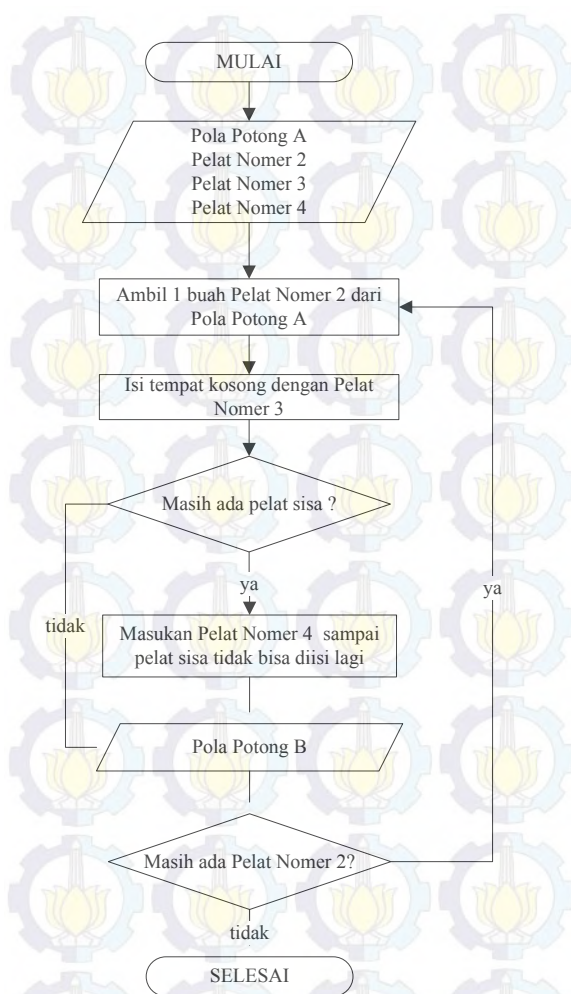 MULAI
Pola Potong A
Pelat Nomer 2
Pelat Nomer 3
Pelat Nomer 4
Ambil 1 buah Pelat Nomer 2 dari
Pola Potong A
Isi tempat kosong dengan Pelat
Nomer 3
Masih ada pelat sisa ?
ya
ya
tidak
Masukan Pelat Nomer 4 sampai
pelat sisa tidak bisa diisi lagi
Pola Potong B
Masih ada Pelat Nomer 2?
tidak
SELESAI